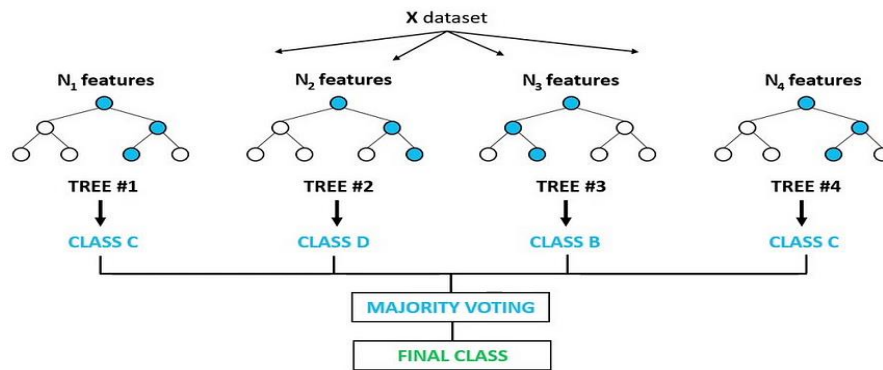 X dataset
N1 features N2 features N3 features N4 features
TREE #1 TREE #2 TREE #3 TREE #4
CLASS C CLASS D CLASS B CLASS C
MAJORITY VOTING
FINAL CLASS